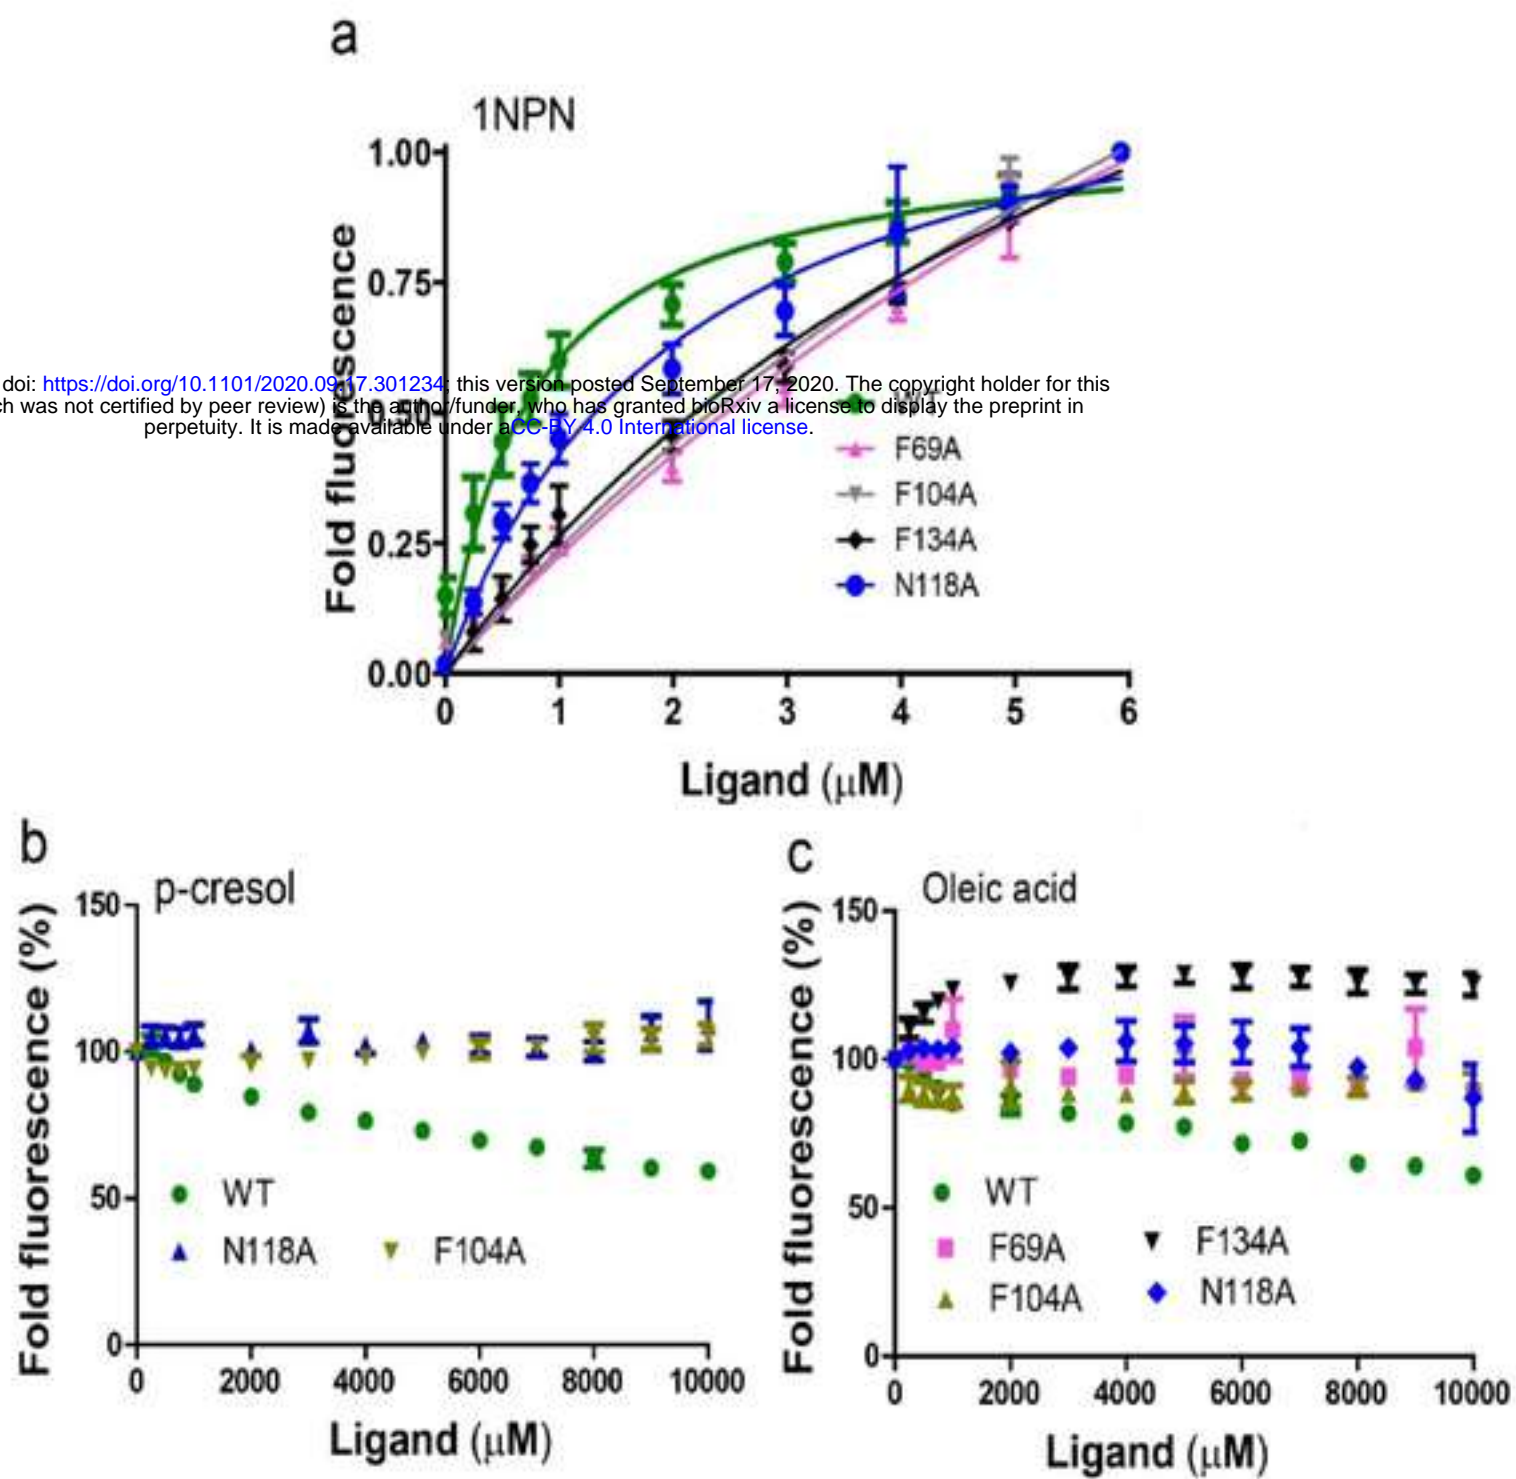 a
1NPN
1.00
0.75
doi: https://doi.org/10.1101/2020.09.17.301234; this version posted September 17, 2020. The copyright holder for this
ch was not certified by peer review) is the author/funder, who has granted bioRxiv a license to display the preprint in
perpetuity. It is made available under aCC-BY 4.0 International license.
0.50
0.25
0.00
Fold fluorescence
WT
F69A
F104A
F134A
N118A
0 1 2 3 4 5 6
Ligand (μM)
b
p-cresol
150
100
50
0
Fold fluorescence (%)
WT
N118A F104A
0 2000 4000 6000 8000 10000
Ligand (μM)
c
Oleic acid
150
100
50
0
Fold fluorescence (%)
WT
F69A F134A
F104A N118A
0 2000 4000 6000 8000 10000
Ligand (μM)